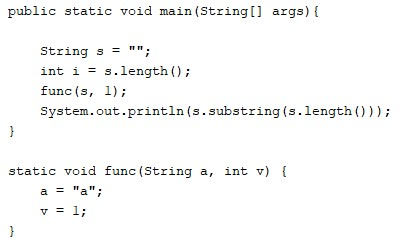 public static void main(String[] args){
String s = "";
int i = s.length();
func(s, 1);
System.out.println(s.substring(s.length()));
}
static void func(String a, int v) {
a = "a";
v = 1;
}